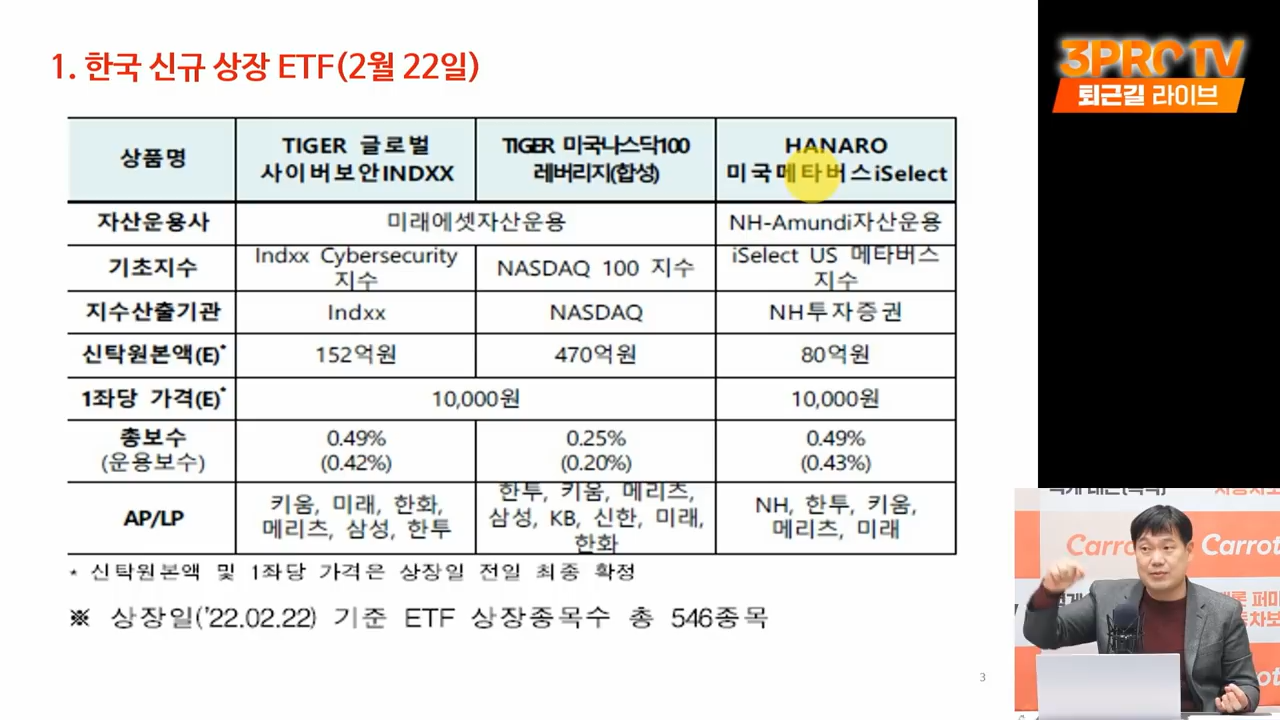 1. 한국 신규 상장 ETF(2월 22일)
3PRO TV
퇴근길 라이브
상품명
TIGER 글로벌
사이버보안INDXX
TIGER 미국나스닥100
레버리지(합성)
HANARO
미국메타버스iSelect
자산운용사
미래에셋자산운용
NH-Amundi자산운용
기초지수
Indxx Cybersecurity
지수
NASDAQ 100 지수
iSelect US 메타버스
지수
지수산출기관
Indxx
NASDAQ
NH투자증권
신탁원본액(E)*
152억원
470억원
80억원
1좌당 가격(E)*
10,000원
10,000원
총보수
(운용보수)
0.49%
(0.42%)
0.25%
(0.20%)
0.49%
(0.43%)
AP/LP
키움, 미래, 한화,
메리츠, 삼성, 한투
한투, 키움, 메리츠,
삼성, KB, 신한, 미래,
한화
NH, 한투, 키움,
메리츠, 미래
* 신탁원본액 및 1좌당 가격은 상장일 전일 최종 확정
※ 상장일('22.02.22) 기준 ETF 상장종목수 총 546종목
3
Carrot